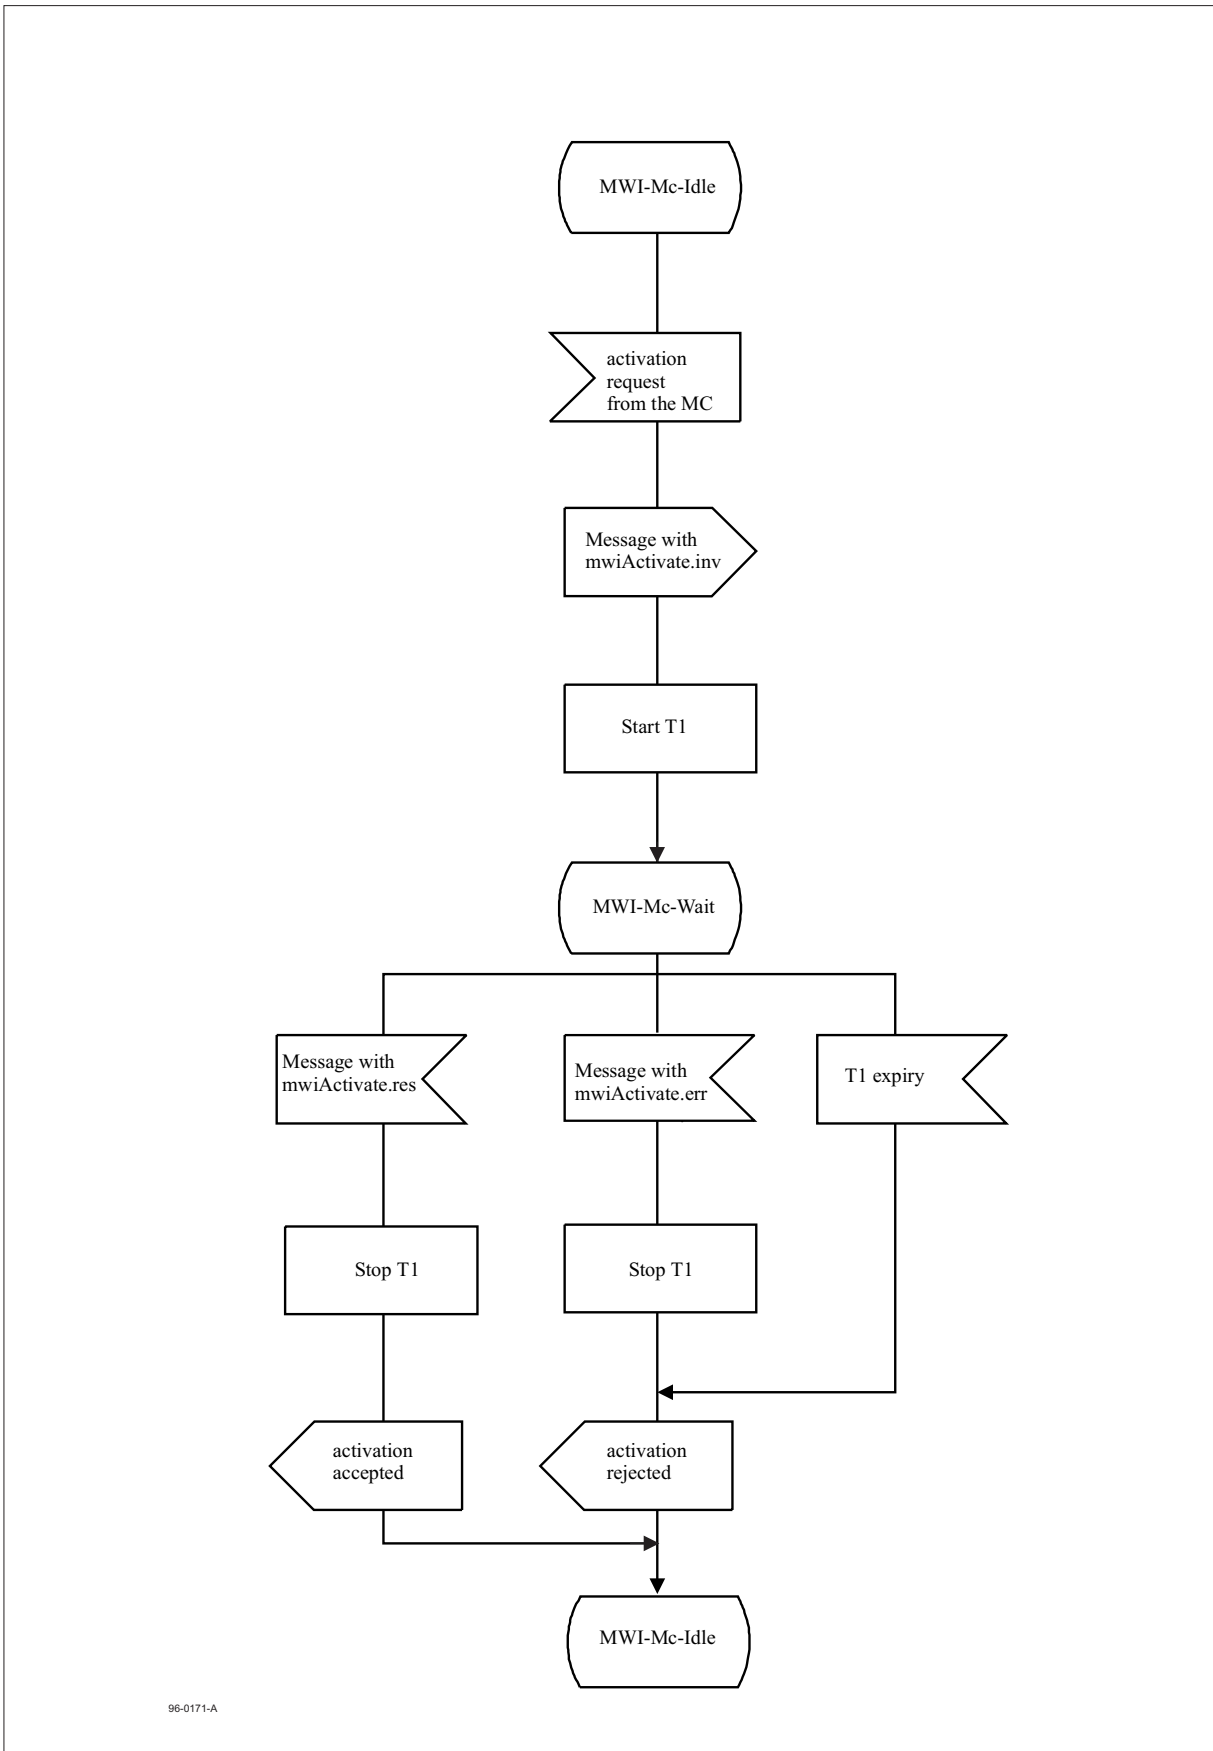 MWI-Mc-Idle
activation
request
from the MC
Message with
mwiActivate.inv
Start T1
MWI-Mc-Wait
Message with
mwiActivate.res
Message with
mwiActivate.err
T1 expiry
Stop T1
Stop T1
activation
accepted
activation
rejected
MWI-Mc-Idle
96-0171-A